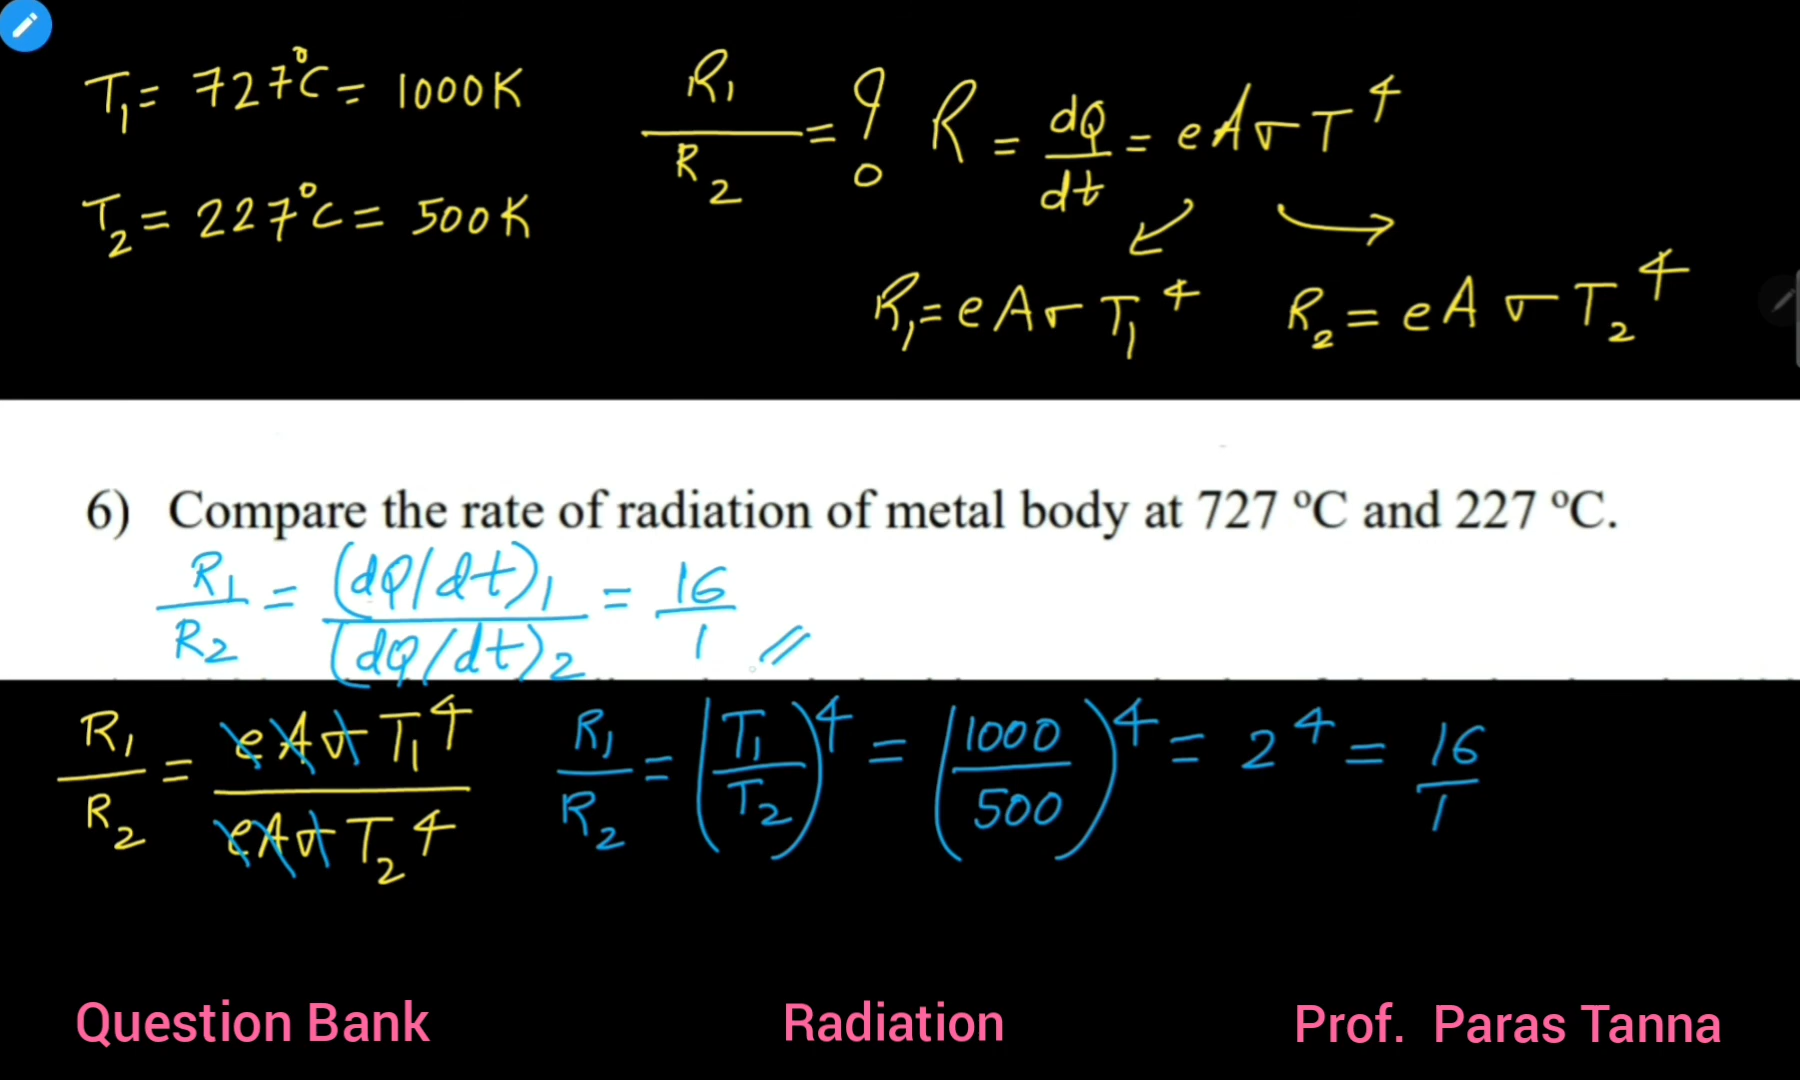 T₁ = 727°C = 1000K
T₂ = 227°C = 500K
R₁/R₂ = ?
R = dQ/dt = eAσT⁴
R₁ = eAσT₁⁴
R₂ = eAσT₂⁴
6) Compare the rate of radiation of metal body at 727 ºC and 227 ºC.
R₁/R₂ = (dQ/dt)₁/(dQ/dt)₂ = 16/1 //
R₁/R₂ = eAσT₁⁴/eAσT₂⁴
R₁/R₂ = (T₁/T₂)⁴ = (1000/500)⁴ = 2⁴ = 16/1
Question Bank
Radiation
Prof. Paras Tanna